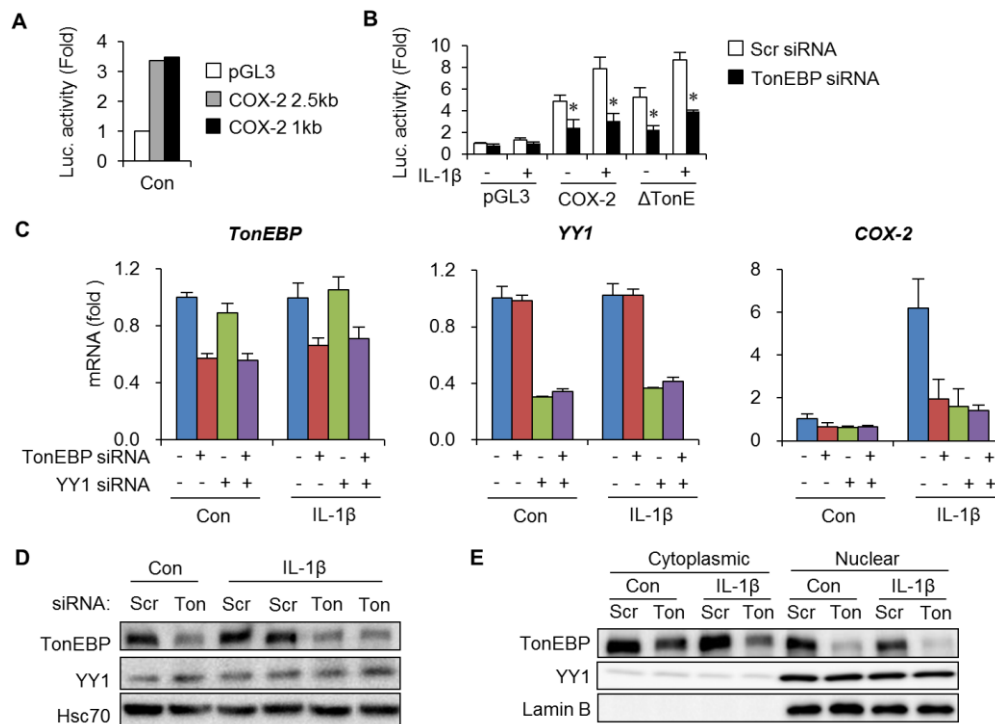 A
Luc. activity (Fold)
4
3
2
1
0
Con
pGL3
COX-2 2.5kb
COX-2 1kb
B
Luc. activity (Fold)
10
8
6
4
2
0
* * * *
IL-1β - + - + - +
pGL3 COX-2 ΔTonE
Scr siRNA
TonEBP siRNA
C
TonEBP YY1 COX-2
mRNA (fold)
1.2
0.8
0.4
0.0
1.2
0.8
0.4
0.0
8
6
4
2
0
TonEBP siRNA - + - + - + - + - + - + - + - + - + - + - + - +
YY1 siRNA - - + + - - + + - - + + - - + + - - + + - - + +
Con IL-1β Con IL-1β Con IL-1β
D
Con IL-1β
siRNA: Scr Ton Scr Scr Ton Ton
TonEBP
YY1
Hsc70
E
Cytoplasmic Nuclear
Con IL-1β Con IL-1β
Scr Ton Scr Ton Scr Ton Scr Ton
TonEBP
YY1
Lamin B